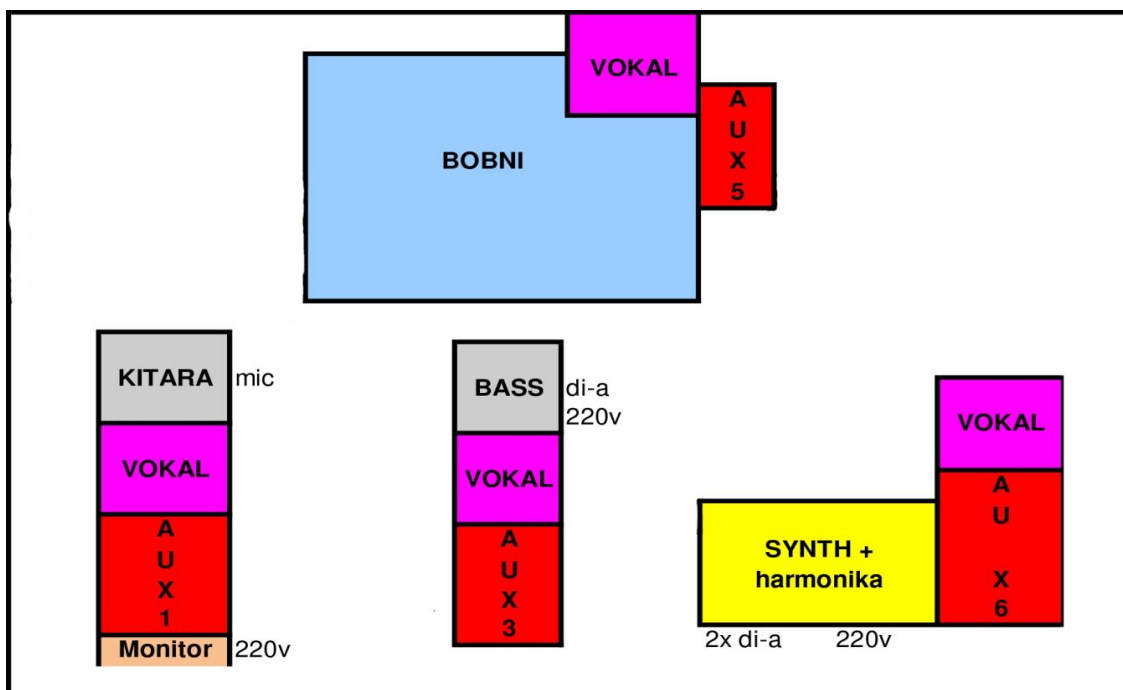 VOKAL
A
U
X
5
BOBNI
KITARA mic
VOKAL
A
U
X
1
Monitor 220v
BASS di-a
220v
VOKAL
A
U
X
3
VOKAL
A
U
X
6
SYNTH +
harmonika
2x di-a 220v